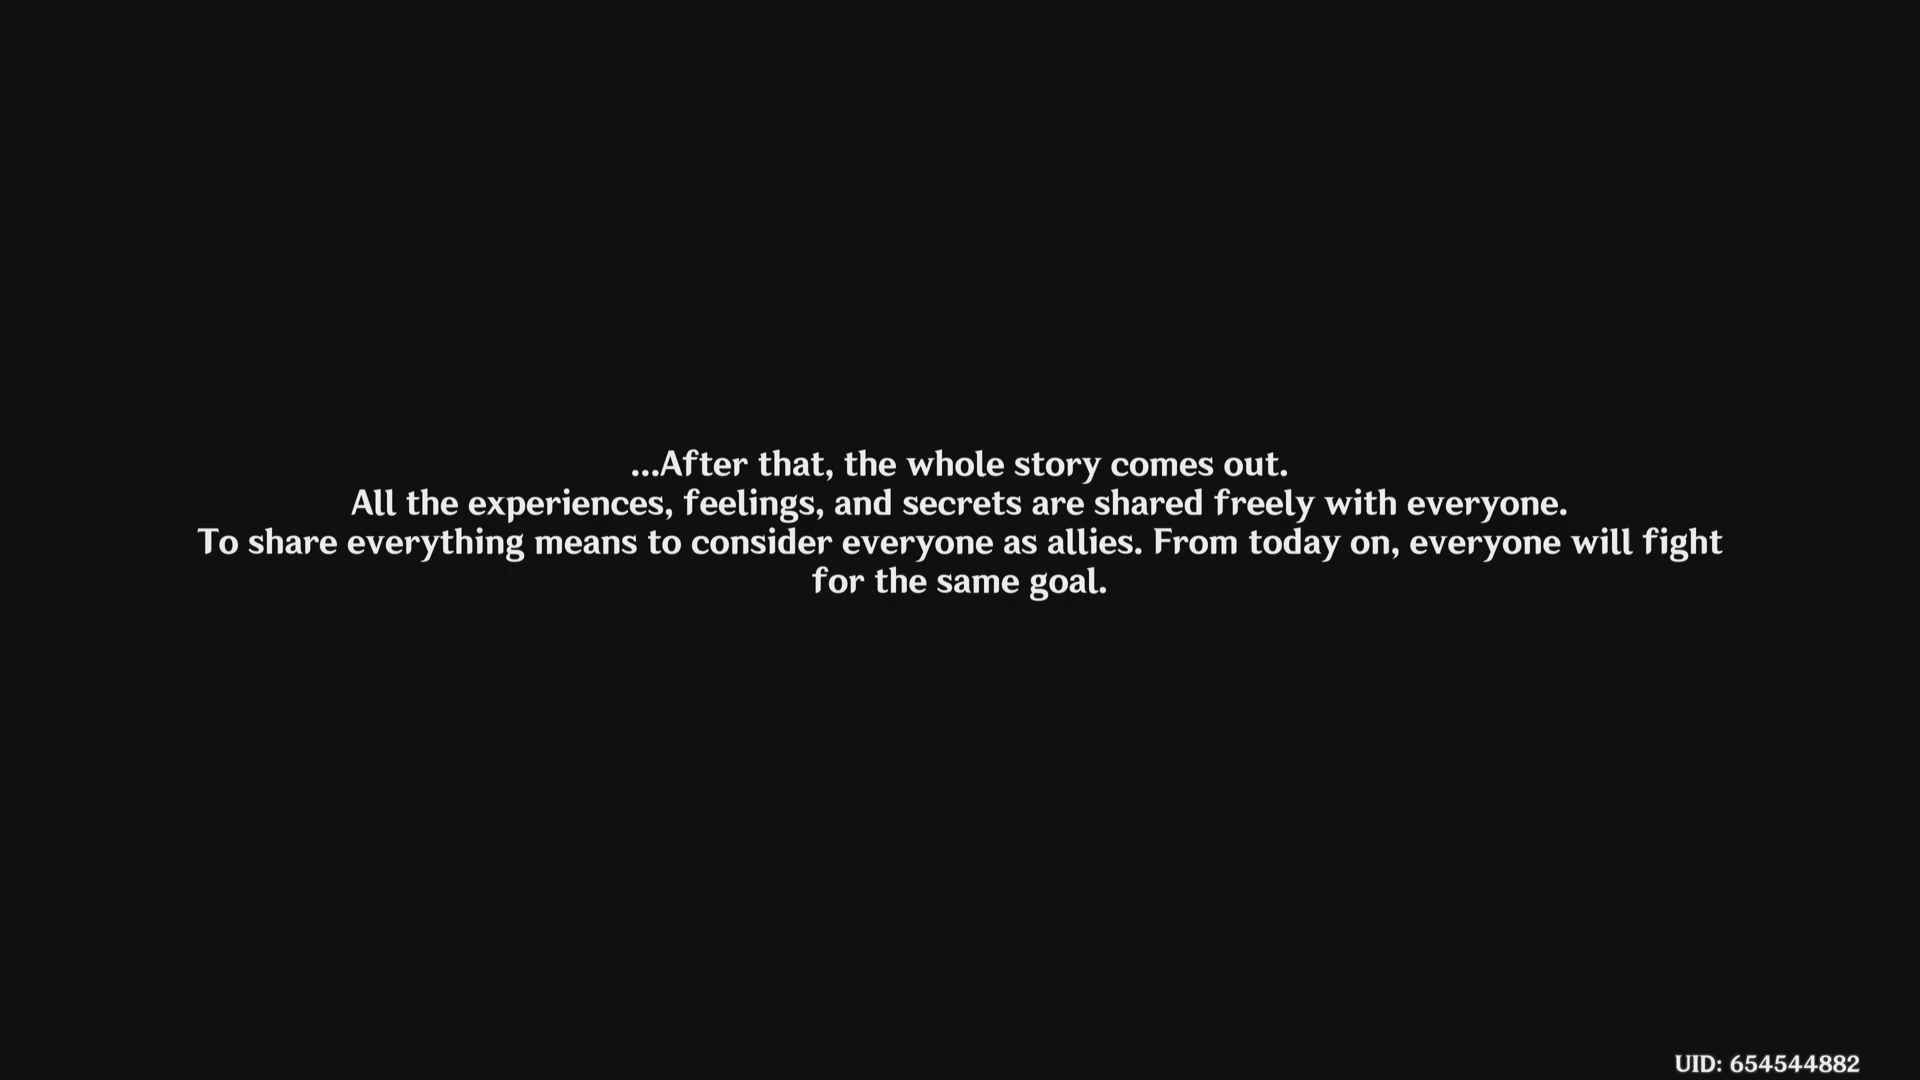 ...After that, the whole story comes out.
All the experiences, feelings, and secrets are shared freely with everyone.
To share everything means to consider everyone as allies. From today on, everyone will fight
for the same goal.
UID: 654544882